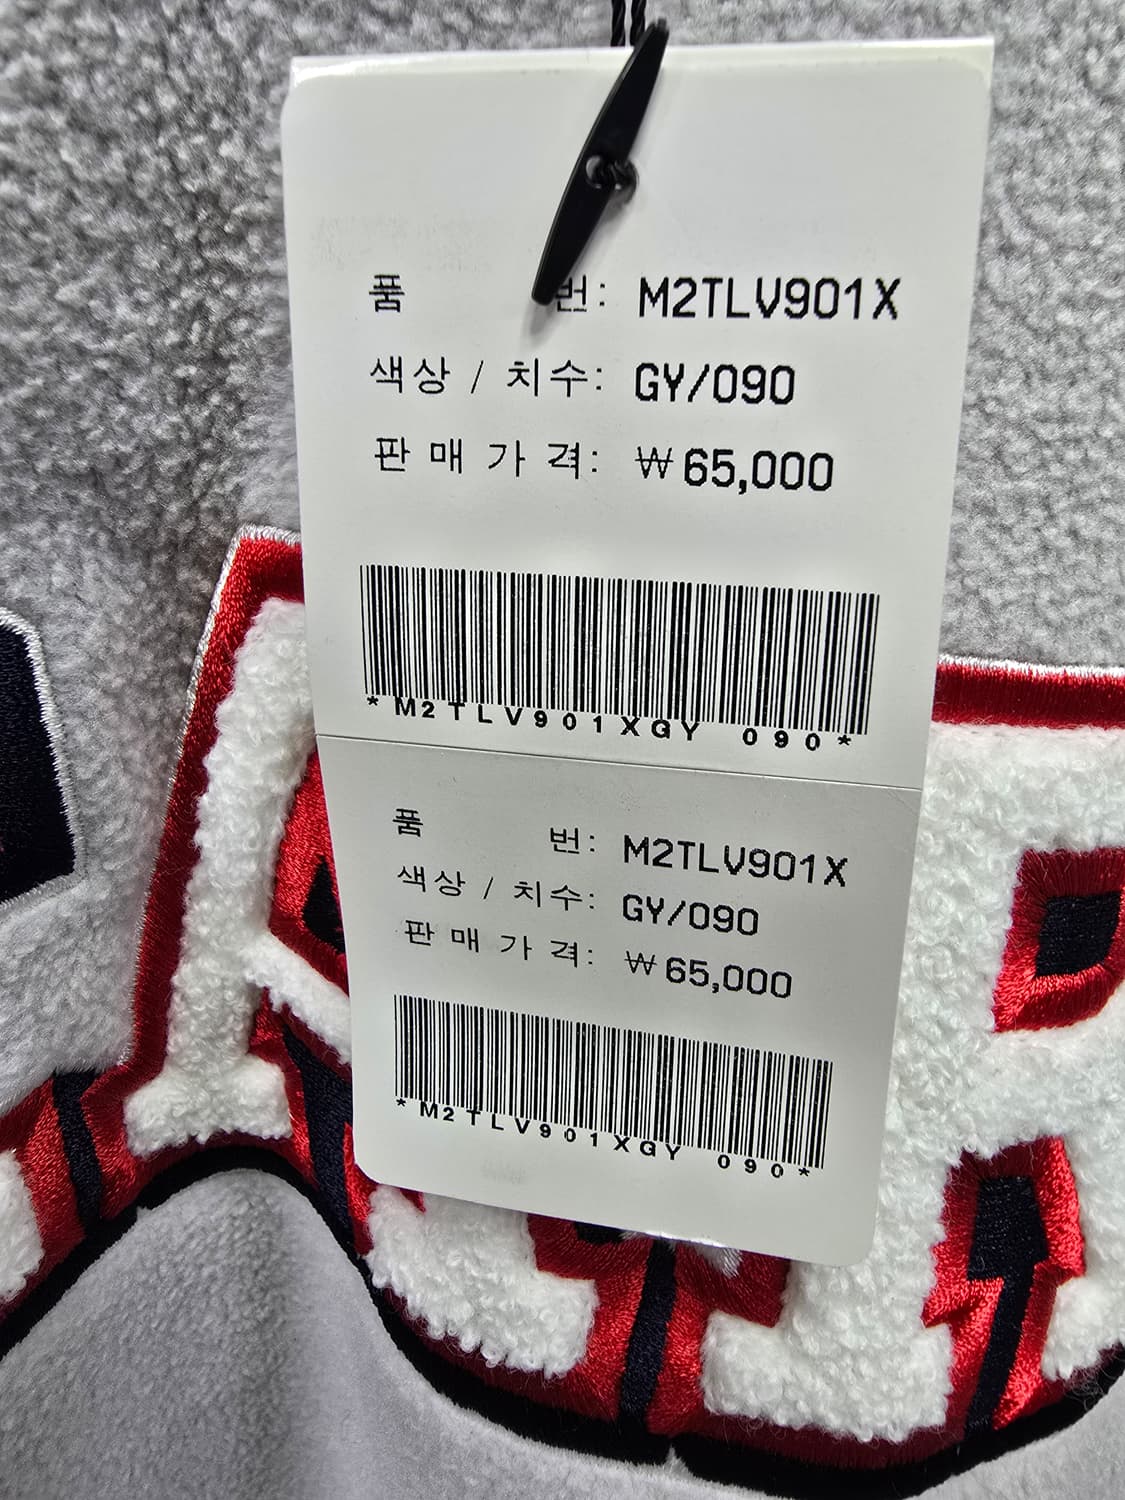 품 번: M2TLV901X
색상 / 치수: GY/090
판 매 가 격: ₩65,000
*M2TLV901XGY 090*
품 번: M2TLV901X
색상 / 치수: GY/090
판 매 가 격: ₩65,000
*M2TLV901XGY 090*